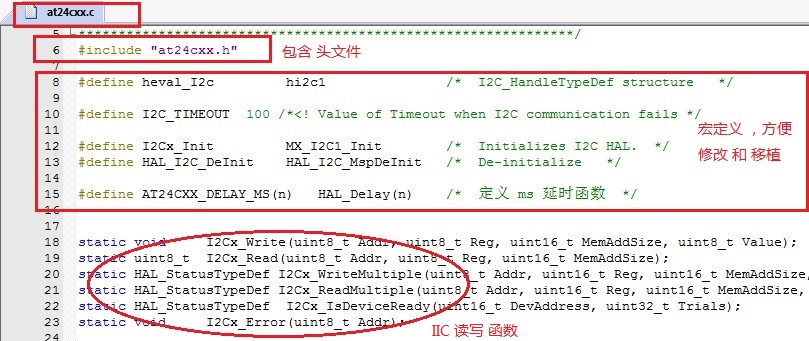 at24cxx.c
5 ***********************************************************/
6 #include "at24cxx.h"
包含 头文件
7
8 #define heval_I2c hi2c1 /* I2C_HandleTypeDef structure */
9
10 #define I2C_TIMEOUT 100 /*<! Value of Timeout when I2C communication fails */
11
12 #define I2Cx_Init MX_I2C1_Init /* Initializes I2C HAL. */
13 #define HAL_I2C_DeInit HAL_I2C_MspDeInit /* De-initialize */
14
15 #define AT24CXX_DELAY_MS(n) HAL_Delay(n) /* 定义 ms 延时函数 */
宏定义 ，方便
修改 和 移植
16
17
18 static void I2Cx_Write(uint8_t Addr, uint8_t Reg, uint16_t MemAddSize, uint8_t Value);
19 static uint8_t I2Cx_Read(uint8_t Addr, uint8_t Reg, uint16_t MemAddSize);
20 static HAL_StatusTypeDef I2Cx_WriteMultiple(uint8_t Addr, uint16_t Reg, uint16_t MemAddSize,
21 static HAL_StatusTypeDef I2Cx_ReadMultiple(uint8_t Addr, uint16_t Reg, uint16_t MemAddSize,
22 static HAL_StatusTypeDef I2Cx_IsDeviceReady(uint16_t DevAddress, uint32_t Trials);
23 static void I2Cx_Error(uint8_t Addr);
IIC 读写 函数
24